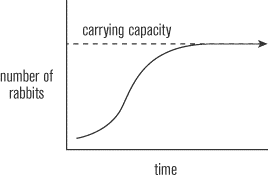 carrying capacity
number of
rabbits
time